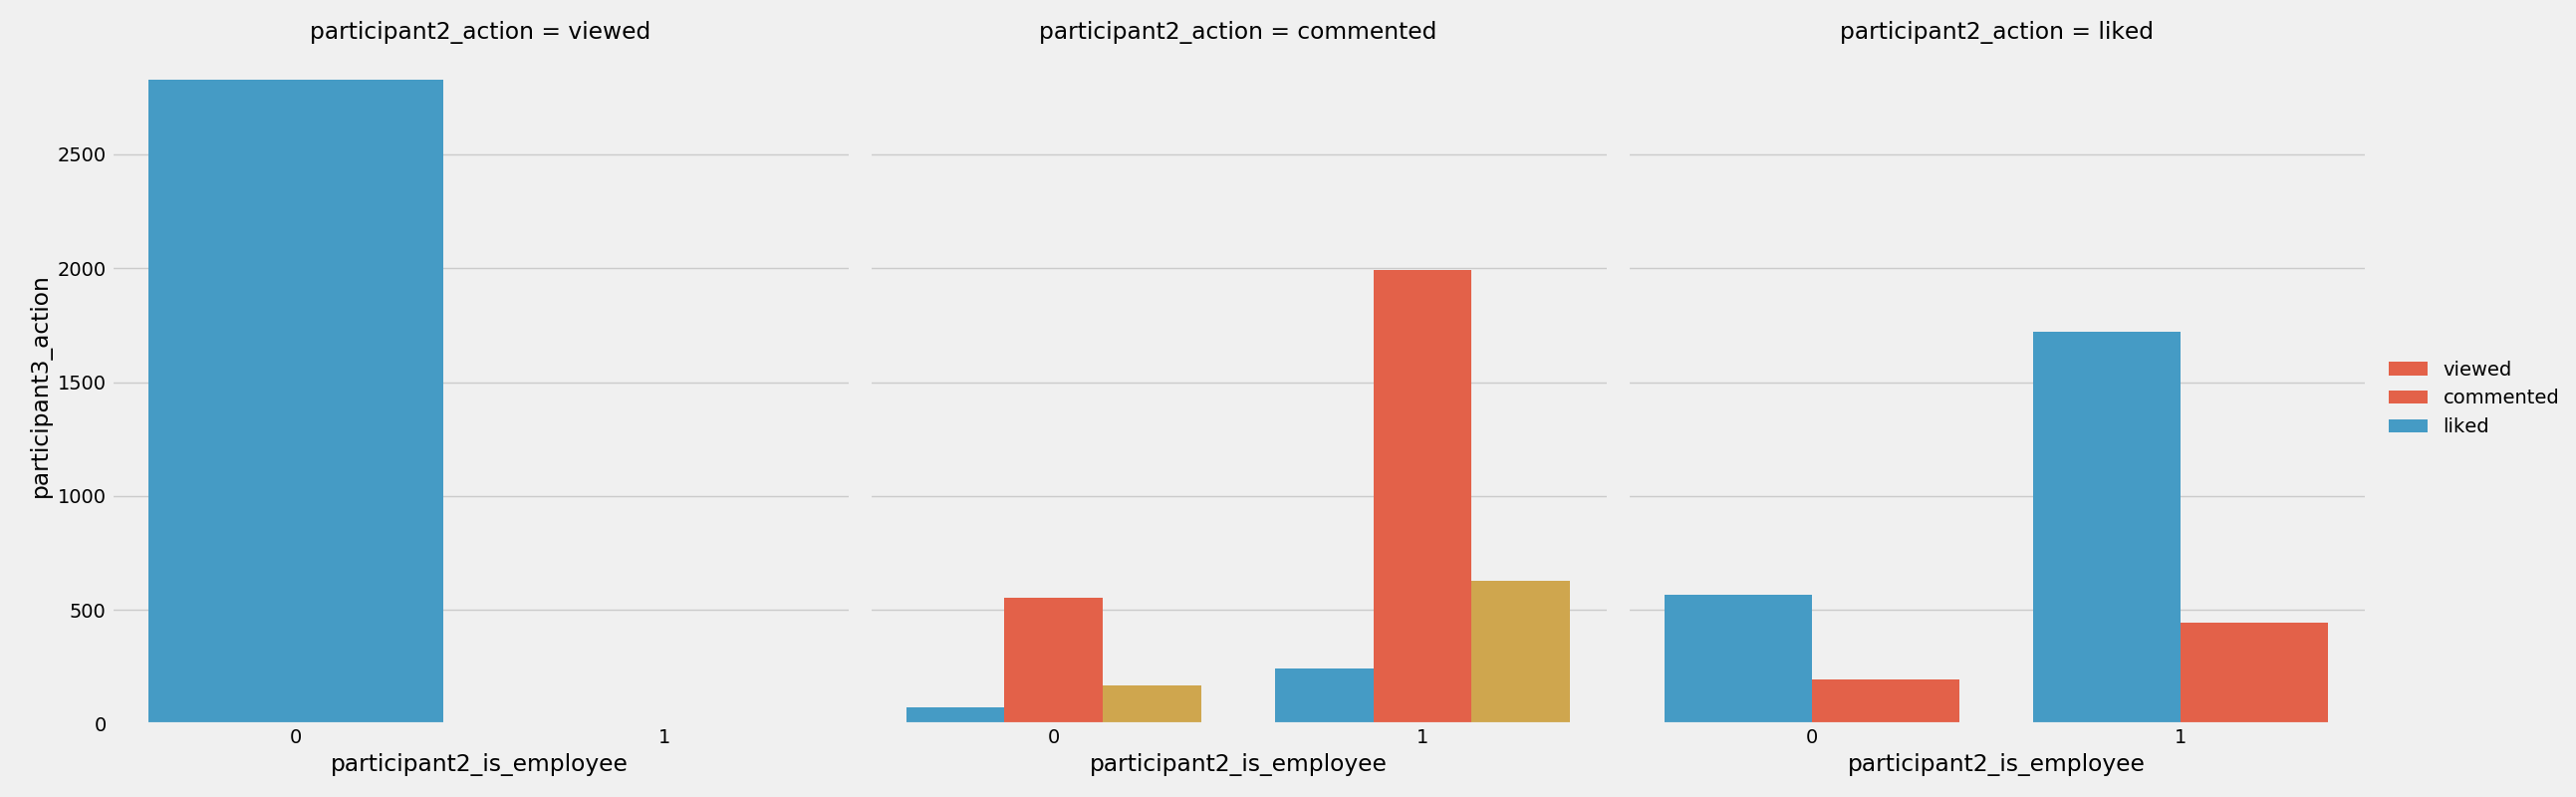 participant2_action = viewed
participant2_action = commented
participant2_action = liked
participant3_action
2500
2000
1500
1000
500
0
0
1
0
1
0
1
participant2_is_employee
participant2_is_employee
participant2_is_employee
viewed
commented
liked